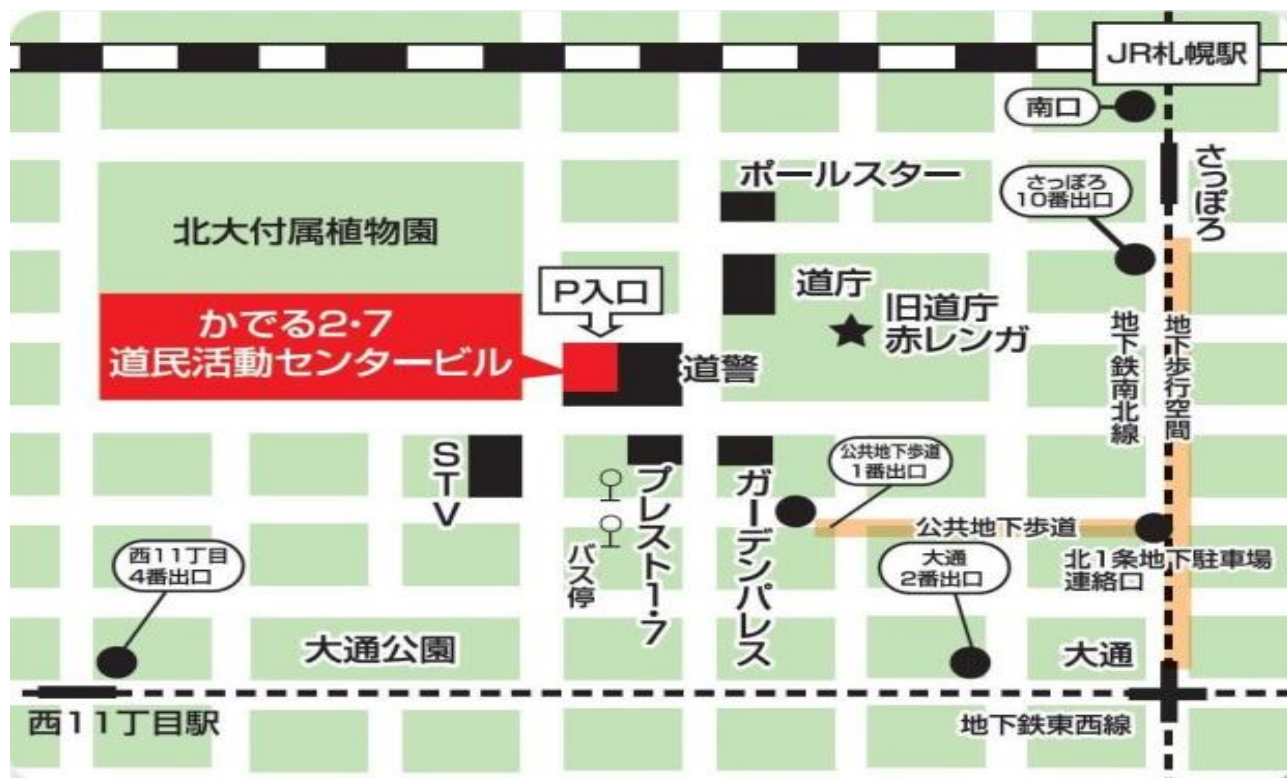 JR札幌駅
南口
さっぽろ
ポールスター
さっぽろ
10番出口
北大付属植物園
P入口
道庁
旧道庁
赤レンガ
かでる2・7
道民活動センタービル
道警
地下鉄南北線
地下歩行空間
STV
プレスト1・7
ガーデンパレス
公共地下歩道
1番出口
公共地下歩道
バス停
西11丁目
4番出口
大通
2番出口
北1条地下駐車場
連絡口
大通公園
大通
西11丁目駅
地下鉄東西線